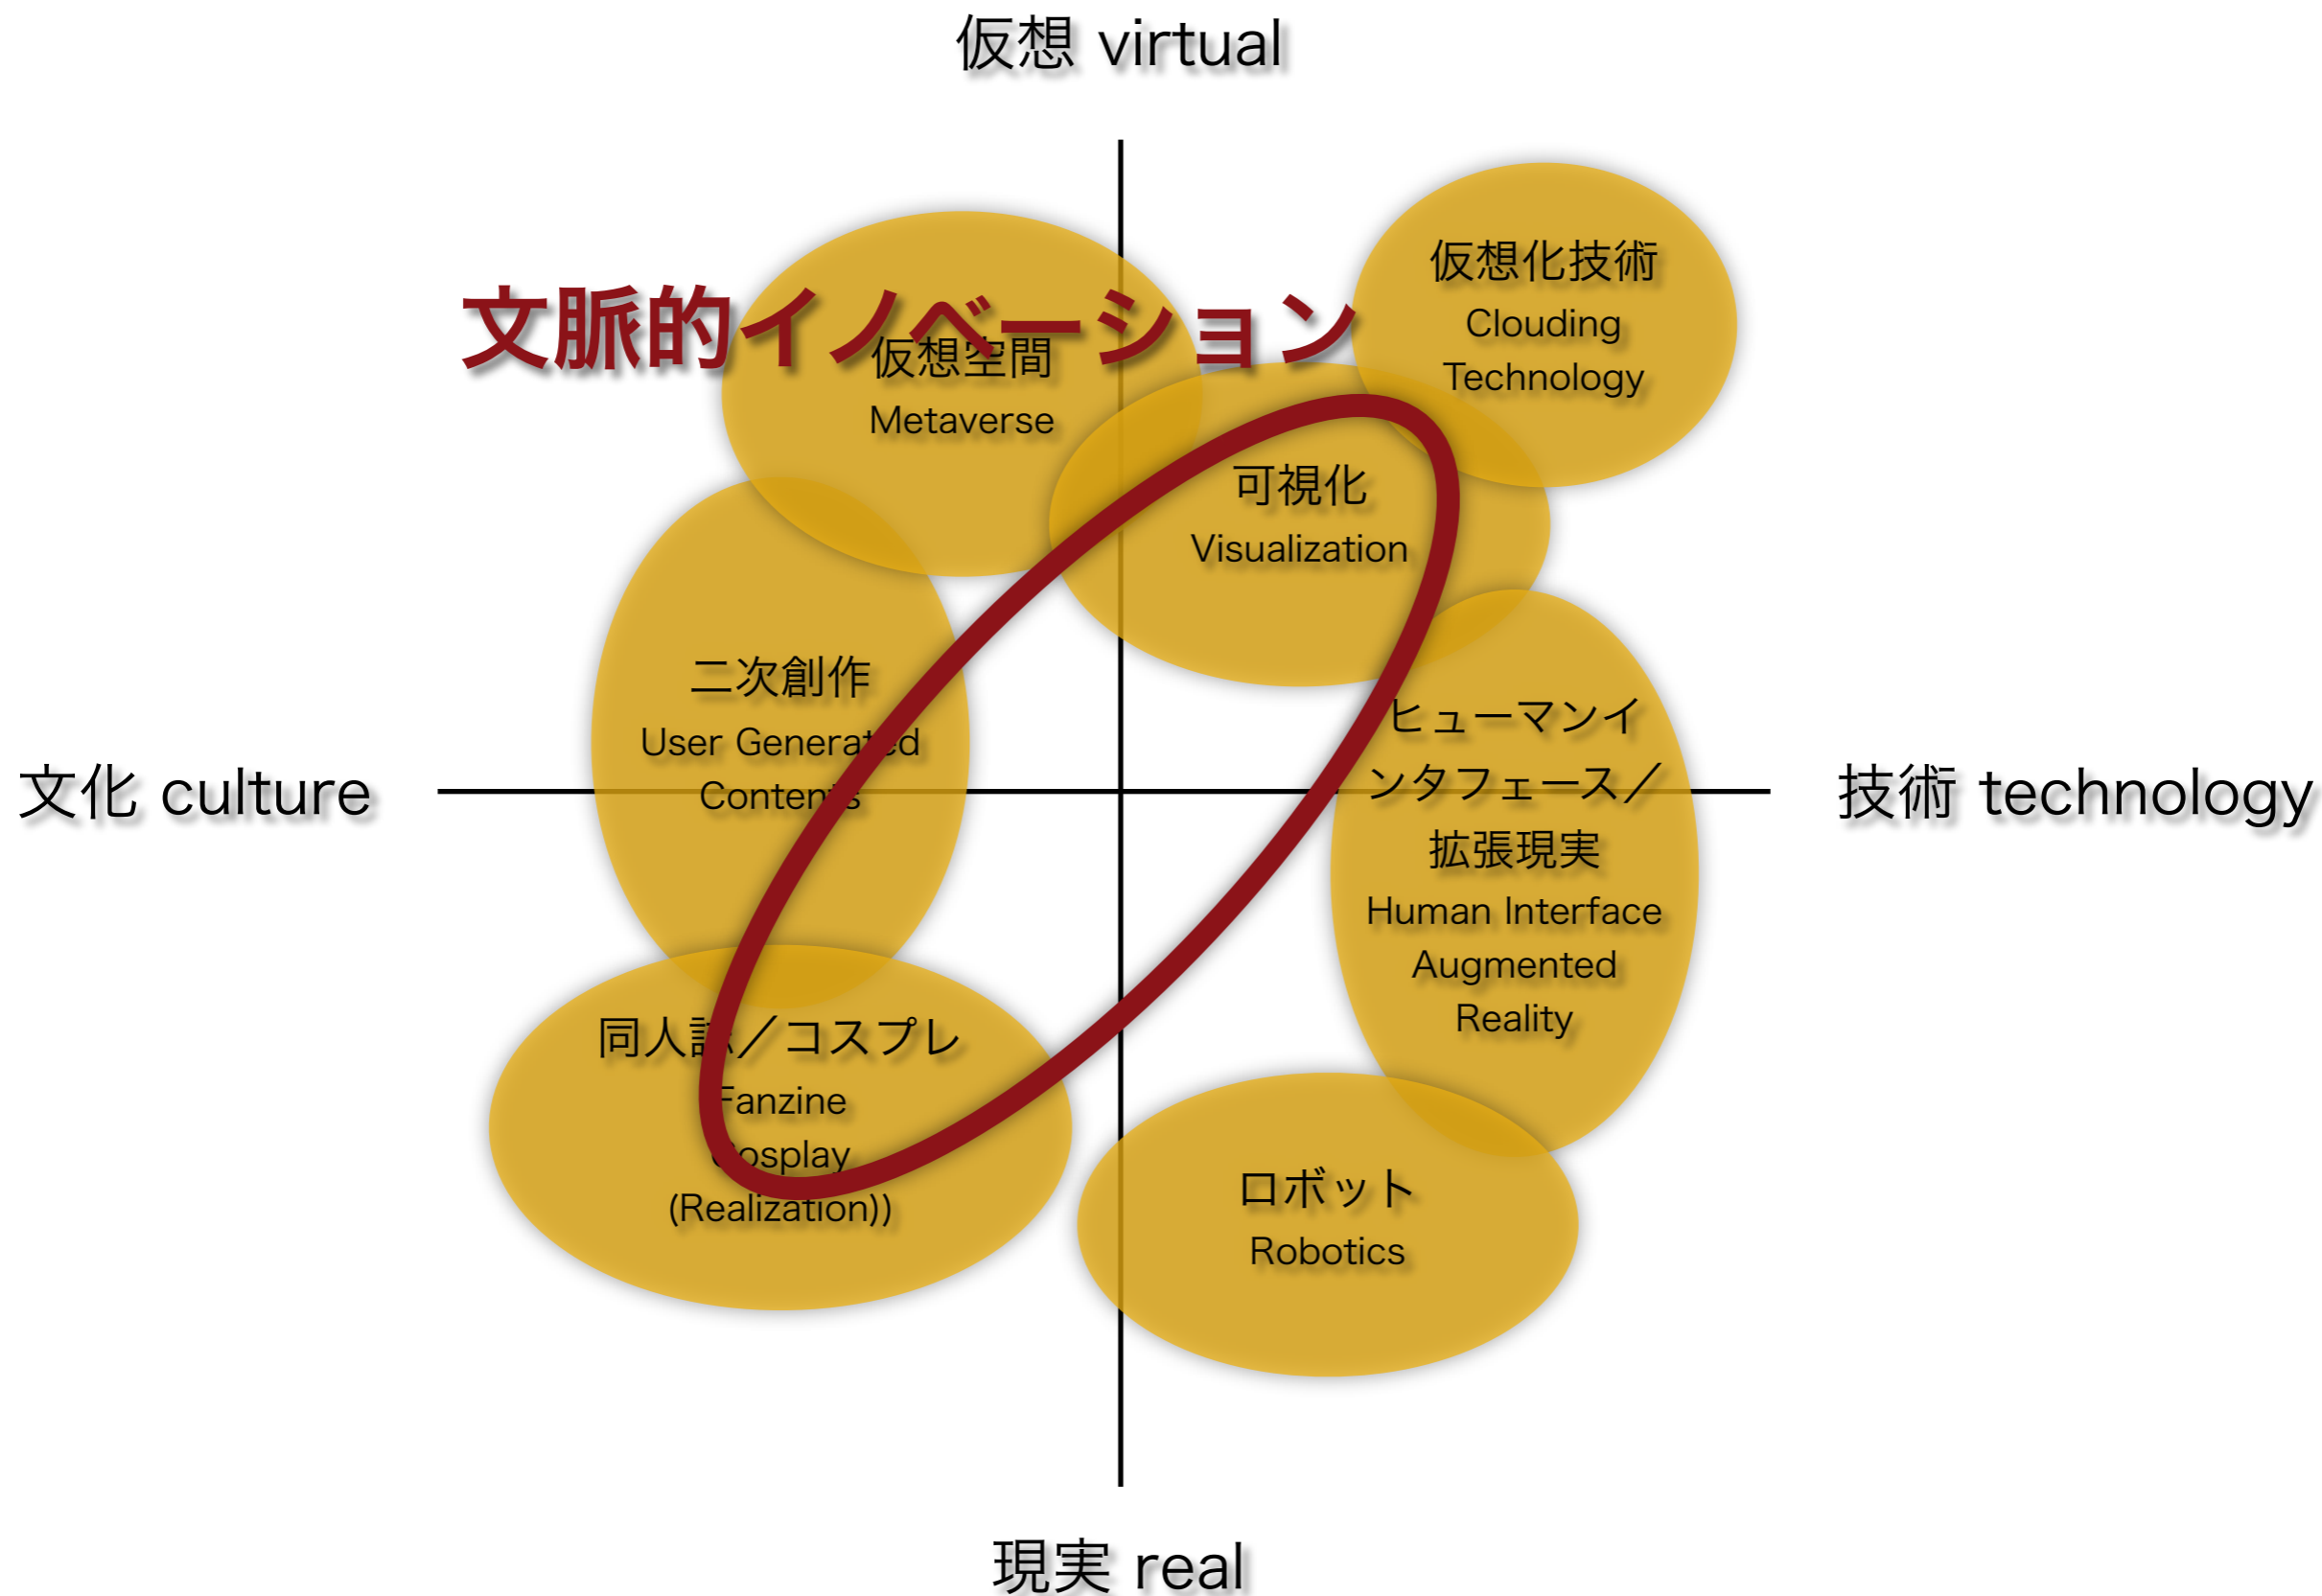 仮想 virtual
文脈的イノベーション
仮想化技術
Clouding
Technology
仮想空間
Metaverse
可視化
Visualization
二次創作
User Generated
Contents
文化 culture
技術 technology
ヒューマンイ
ンタフェース／
拡張現実
Human Interface
Augmented
Reality
同人誌／コスプレ
Fanzine
Cosplay
(Realization))
ロボット
Robotics
現実 real